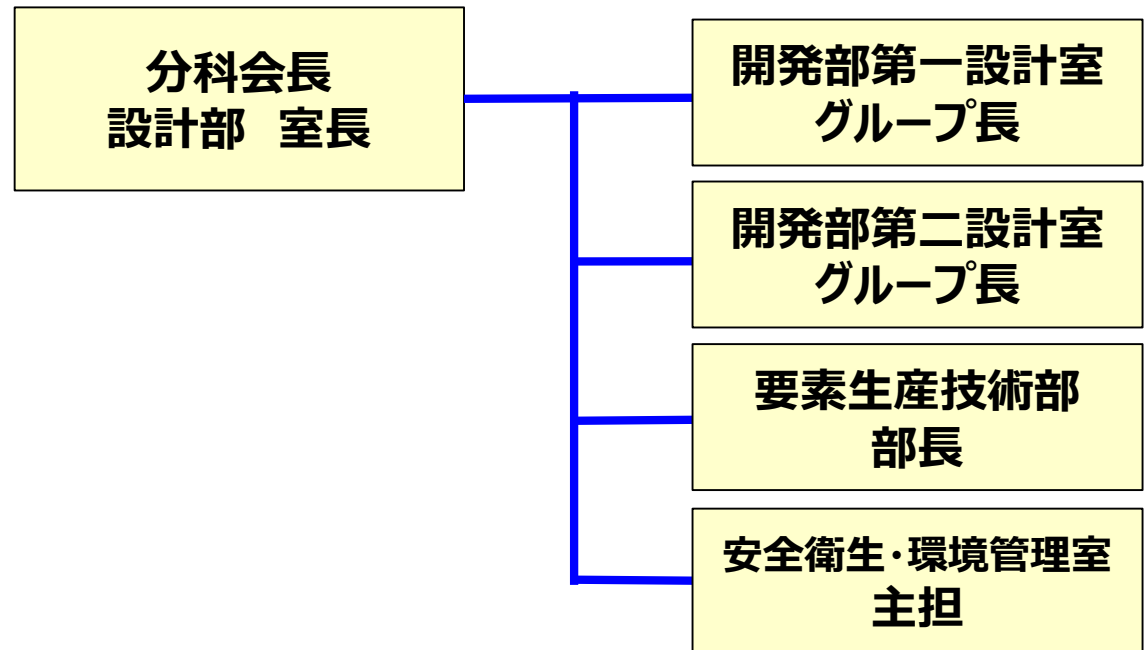 分科会長
設計部　室長
開発部第一設計室
グループ長
開発部第二設計室
グループ長
要素生産技術部
部長
安全衛生・環境管理室
主担